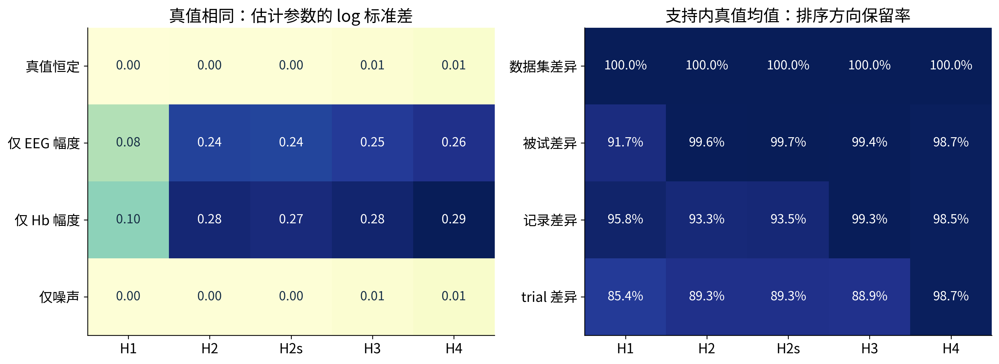 真值相同：估计参数的 log 标准差
真值恒定 0.00 0.00 0.00 0.01 0.01
仅 EEG 幅度 0.08 0.24 0.24 0.25 0.26
仅 Hb 幅度 0.10 0.28 0.27 0.28 0.29
仅噪声 0.00 0.00 0.00 0.01 0.01
H1 H2 H2s H3 H4
支持内真值均值：排序方向保留率
数据集差异 100.0% 100.0% 100.0% 100.0% 100.0%
被试差异 91.7% 99.6% 99.7% 99.4% 98.7%
记录差异 95.8% 93.3% 93.5% 99.3% 98.5%
trial 差异 85.4% 89.3% 89.3% 88.9% 98.7%
H1 H2 H2s H3 H4